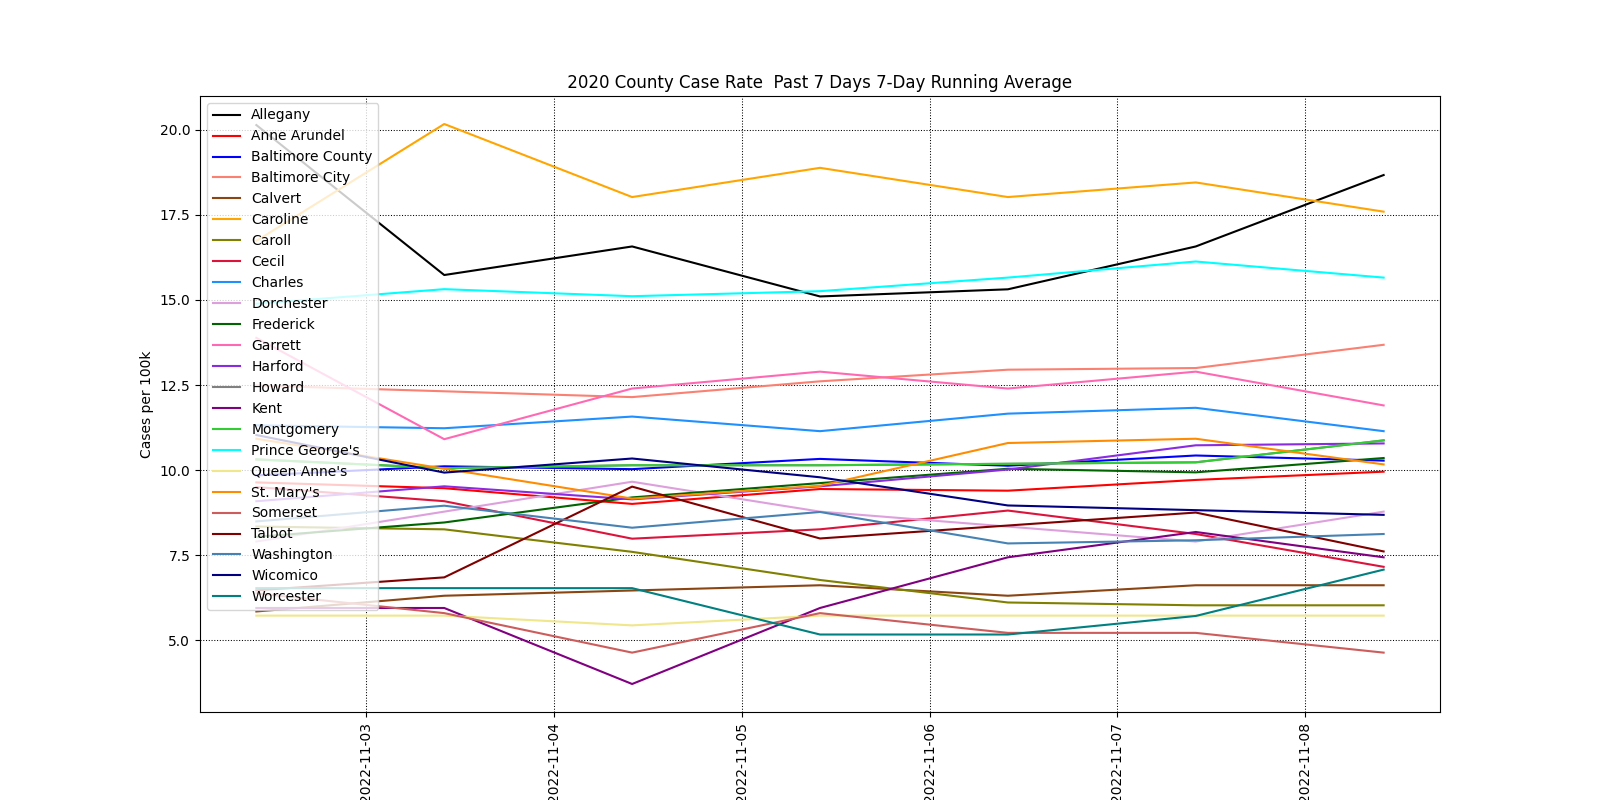 2020 County Case Rate  Past 7 Days 7-Day Running Average
Cases per 100k
20.0
17.5
15.0
12.5
10.0
7.5
5.0
Allegany
Anne Arundel
Baltimore County
Baltimore City
Calvert
Caroline
Caroll
Cecil
Charles
Dorchester
Frederick
Garrett
Harford
Howard
Kent
Montgomery
Prince George's
Queen Anne's
St. Mary's
Somerset
Talbot
Washington
Wicomico
Worcester
2022-11-03
2022-11-04
2022-11-05
2022-11-06
2022-11-07
2022-11-08